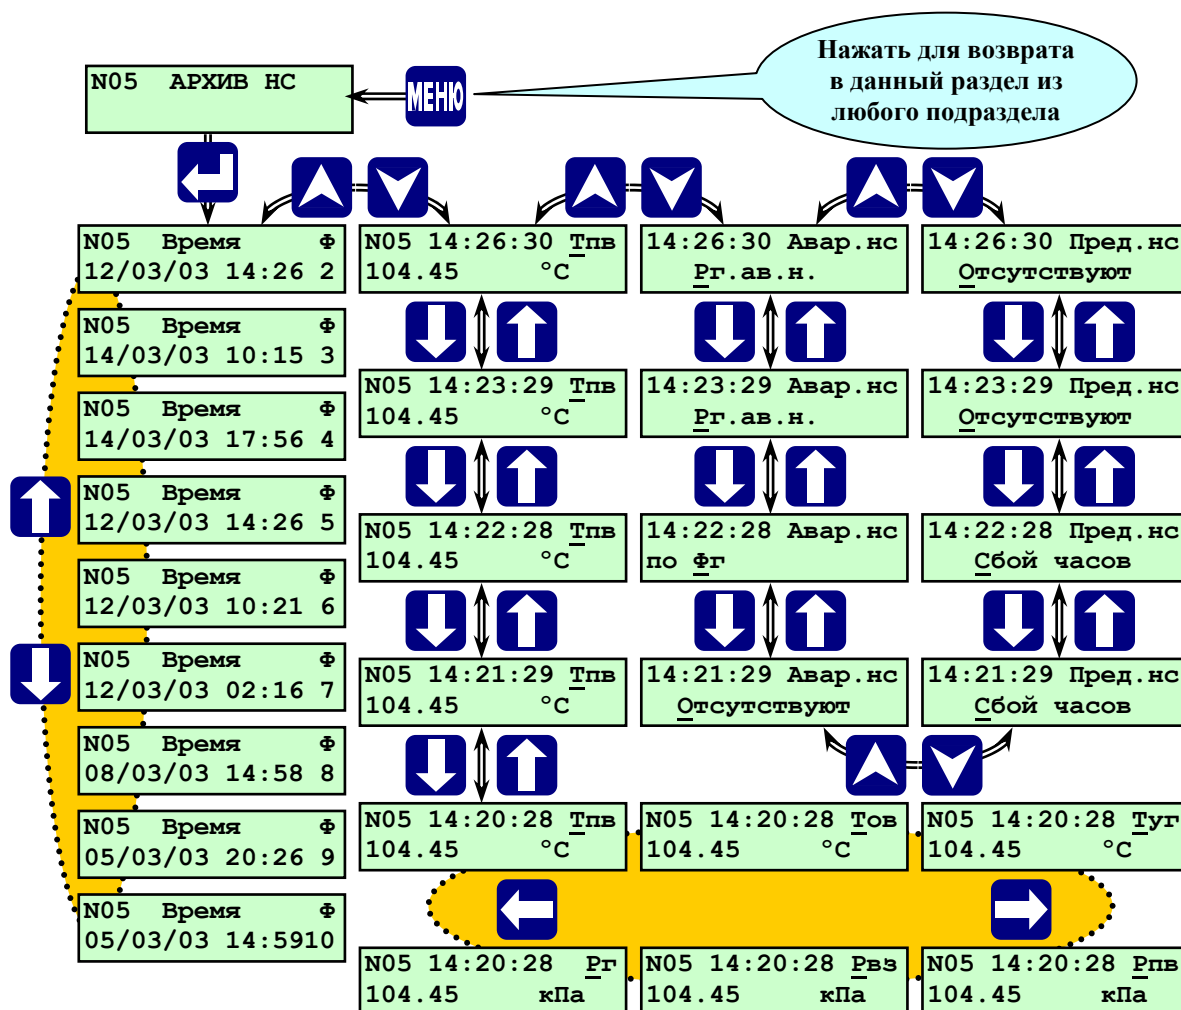 N05 АРХИВ НС
МЕНЮ
Нажать для возврата
в данный раздел из
любого подраздела
N05 Время Ф
12/03/03 14:26 2
N05 14:26:30 Тпв
104.45 °C
14:26:30 Авар.нс
Рг.ав.н.
14:26:30 Пред.нс
Отсутствуют
N05 Время Ф
14/03/03 10:15 3
N05 Время Ф
14/03/03 17:56 4
N05 14:23:29 Тпв
104.45 °C
14:23:29 Авар.нс
Рг.ав.н.
14:23:29 Пред.нс
Отсутствуют
N05 Время Ф
12/03/03 14:26 5
N05 14:22:28 Тпв
104.45 °C
14:22:28 Авар.нс
по Фг
14:22:28 Пред.нс
Сбой часов
N05 Время Ф
12/03/03 10:21 6
N05 Время Ф
12/03/03 02:16 7
N05 14:21:29 Тпв
104.45 °C
14:21:29 Авар.нс
Отсутствуют
14:21:29 Пред.нс
Сбой часов
N05 Время Ф
08/03/03 14:58 8
N05 Время Ф
05/03/03 20:26 9
N05 14:20:28 Тпв
104.45 °C
N05 14:20:28 Тов
104.45 °C
N05 14:20:28 Туг
104.45 °C
N05 Время Ф
05/03/03 14:5910
N05 14:20:28 Рг
104.45 кПа
N05 14:20:28 Рвз
104.45 кПа
N05 14:20:28 Рпв
104.45 кПа